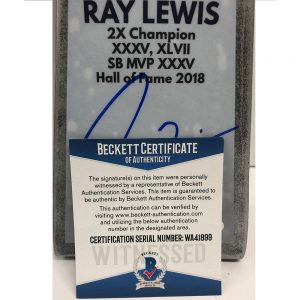 RAY LEWIS
2X Champion
XXXV, XLVII
SB MVP XXXV
Hall of Fame 2018
BECKETT CERTIFICATE
OF AUTHENTICITY
The signature(s) on this item were personally
witnessed by a representative of Beckett
Authentication Services. This item is guaranteed to
be authentic by Beckett Authentication Services.
This authentication can be verified by
visiting www.beckett-authentication.com
and utilizing the below authentication
number in the designated area.
CERTIFICATION SERIAL NUMBER: WA41899
WITNESSED
BECKETT